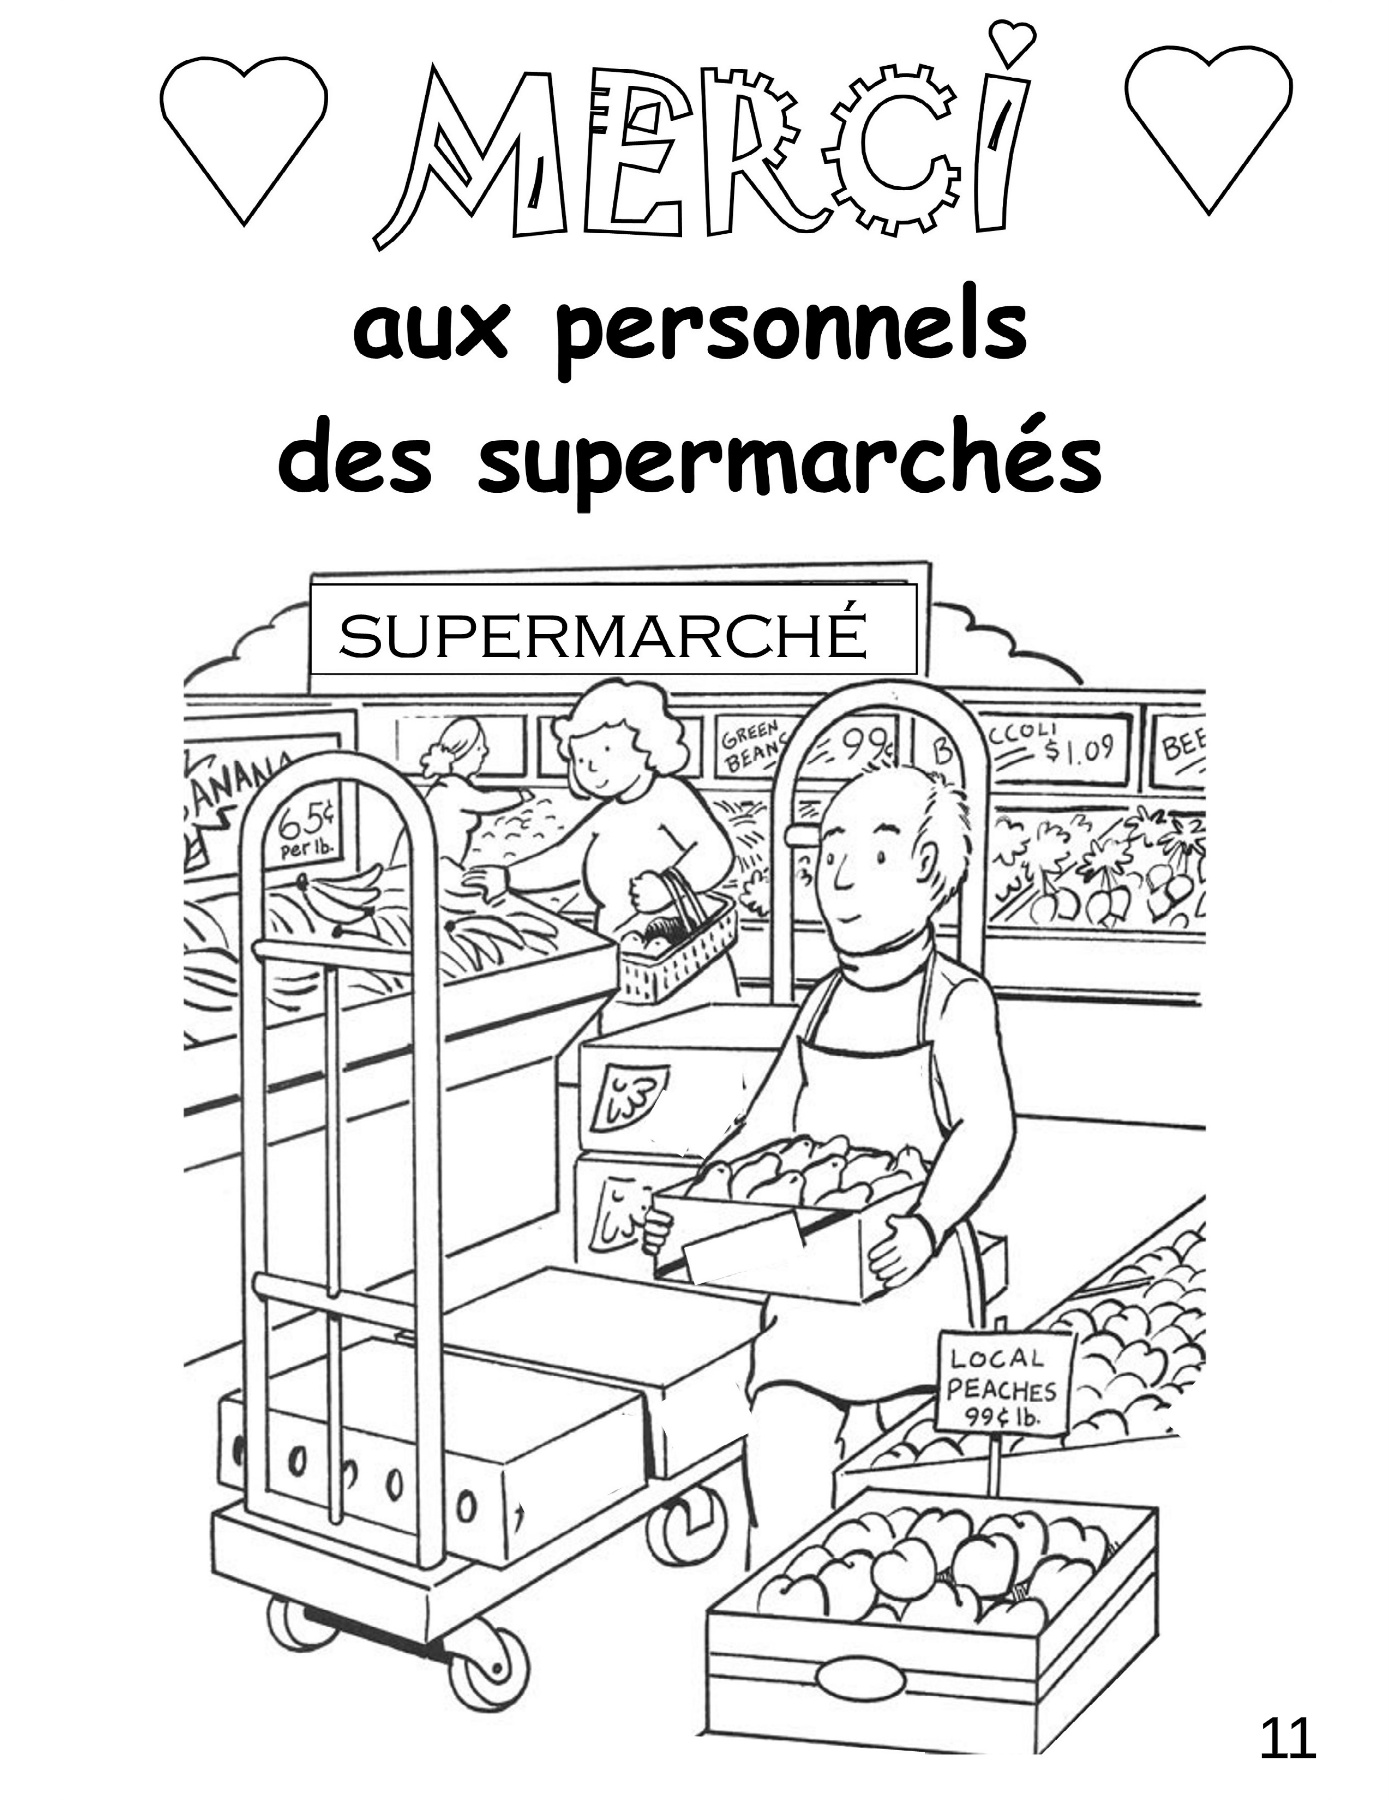 MERCi
aux personnels
des supermarchés
SUPERMARCHÉ
GREEN
BEANS
99¢
B
CCOLI
$1.09
BEE
ANANA
65¢
Per lb.
LOCAL
PEACHES
99¢ lb.
11